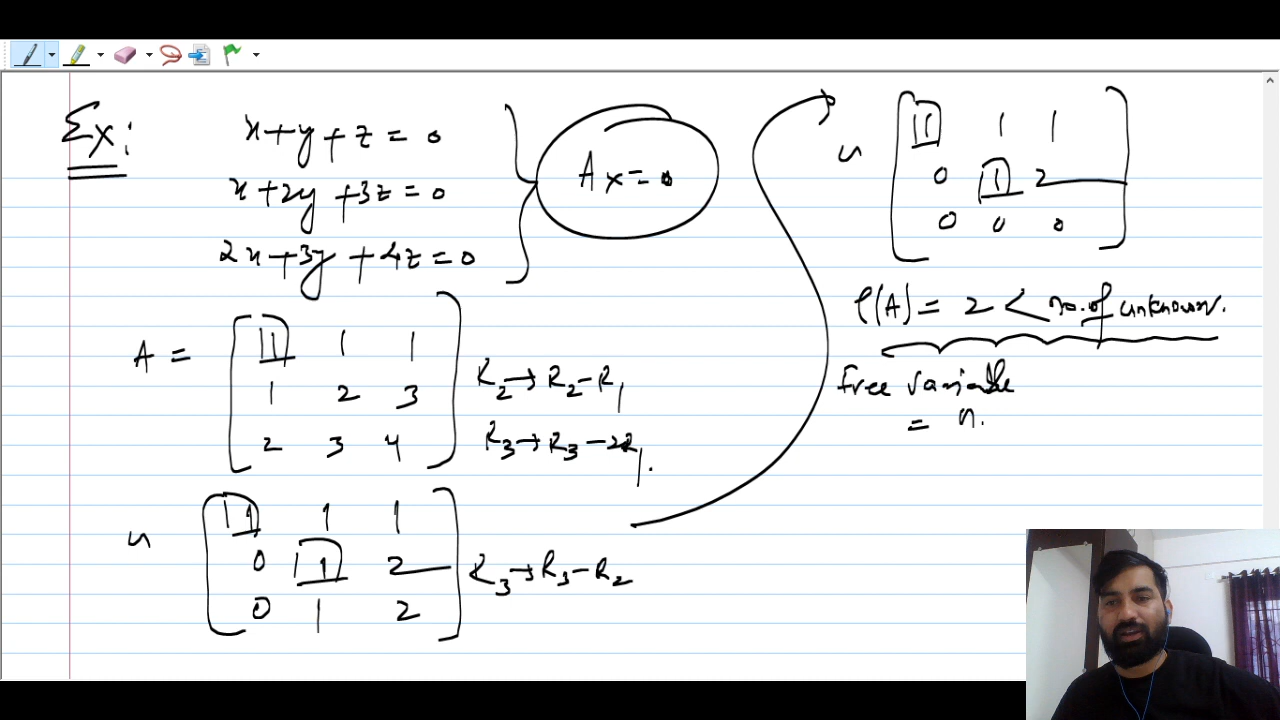 Ex:
x+y+z=0
x+2y+3z=0
2x+3y+4z=0
Ax=0
A = [1 1 1
1 2 3
2 3 4]
R₂→R₂-R₁
R₃→R₃-2R₁.
~ [1 1 1
0 1 2
0 1 2]
R₃→R₃-R₂
~ [1 1 1
0 1 2
0 0 0]
ρ(A) = 2 < no. of unknown.
free variable
= n.